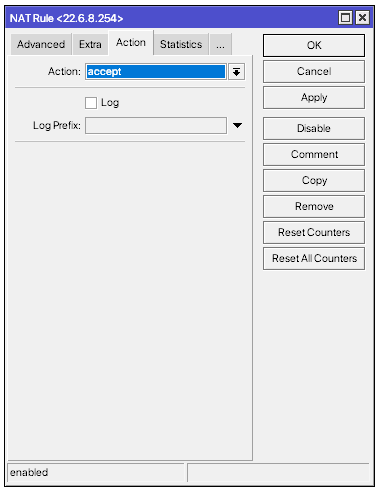 NAT Rule <22.6.8.254>
Advanced Extra Action Statistics ...
Action: accept
Log
Log Prefix:
OK
Cancel
Apply
Disable
Comment
Copy
Remove
Reset Counters
Reset All Counters
enabled